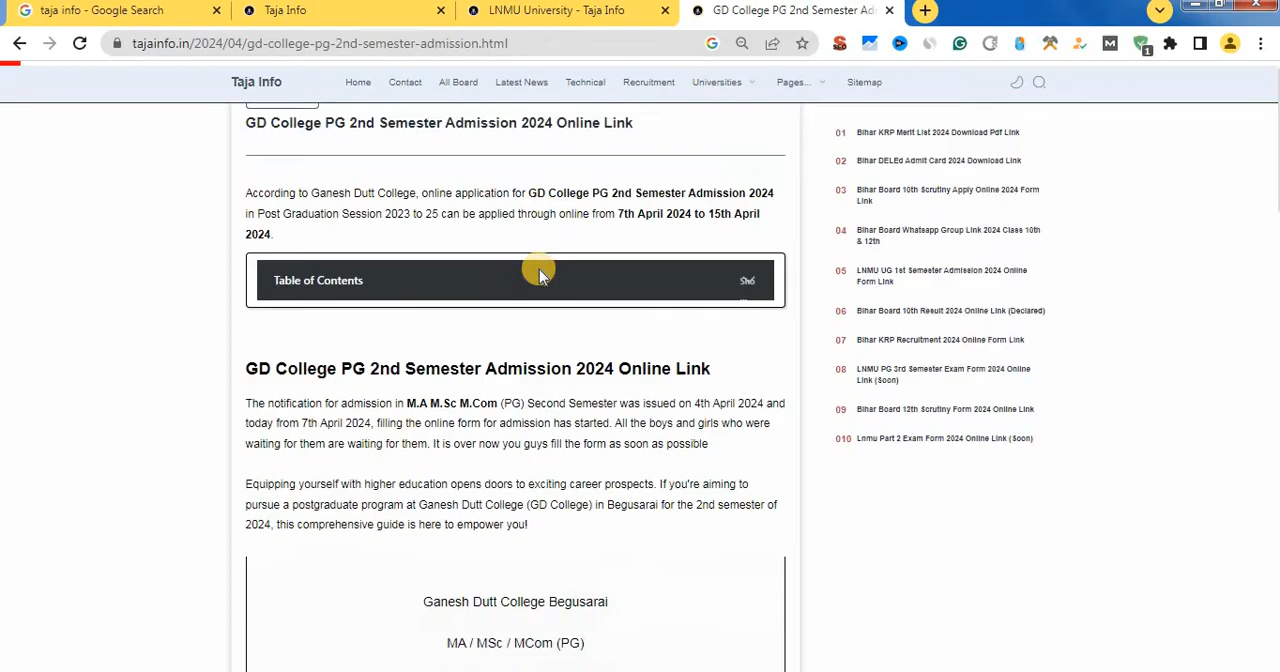 taja info - Google Search
Taja Info
LNMU University - Taja Info
GD College PG 2nd Semester Ad
tajainfo.in/2024/04/gd-college-pg-2nd-semester-admission.html
Taja Info
Home
Contact
All Board
Latest News
Technical
Recruitment
Universities
Pages...
Sitemap
GD College PG 2nd Semester Admission 2024 Online Link
According to Ganesh Dutt College, online application for GD College PG 2nd Semester Admission 2024
in Post Graduation Session 2023 to 25 can be applied through online from 7th April 2024 to 15th April
2024.
Table of Contents
GD College PG 2nd Semester Admission 2024 Online Link
The notification for admission in M.A M.Sc M.Com (PG) Second Semester was issued on 4th April 2024 and
today from 7th April 2024, filling the online form for admission has started. All the boys and girls who were
waiting for them are waiting for them. It is over now you guys fill the form as soon as possible
Equipping yourself with higher education opens doors to exciting career prospects. If you're aiming to
pursue a postgraduate program at Ganesh Dutt College (GD College) in Begusarai for the 2nd semester of
2024, this comprehensive guide is here to empower you!
Ganesh Dutt College Begusarai
MA / MSc / MCom (PG)
01 Bihar KRP Merit List 2024 Download Pdf Link
02 Bihar DELEd Admit Card 2024 Download Link
03 Bihar Board 10th Scrutiny Apply Online 2024 Form
Link
04 Bihar Board Whatsapp Group Link 2024 Class 10th
& 12th
05 LNMU UG 1st Semester Admission 2024 Online
Form Link
06 Bihar Board 10th Result 2024 Online Link (Declared)
07 Bihar KRP Recruitment 2024 Online Form Link
08 LNMU PG 3rd Semester Exam Form 2024 Online
Link (Soon)
09 Bihar Board 12th Scrutiny Form 2024 Online Link
010 Lnmu Part 2 Exam Form 2024 Online Link (Soon)